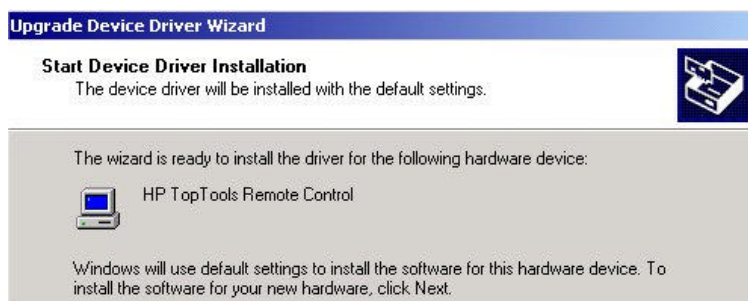 Upgrade Device Driver Wizard
Start Device Driver Installation
The device driver will be installed with the default settings.
The wizard is ready to install the driver for the following hardware device:
HP TopTools Remote Control
Windows will use default settings to install the software for this hardware device. To
install the software for your new hardware, click Next.